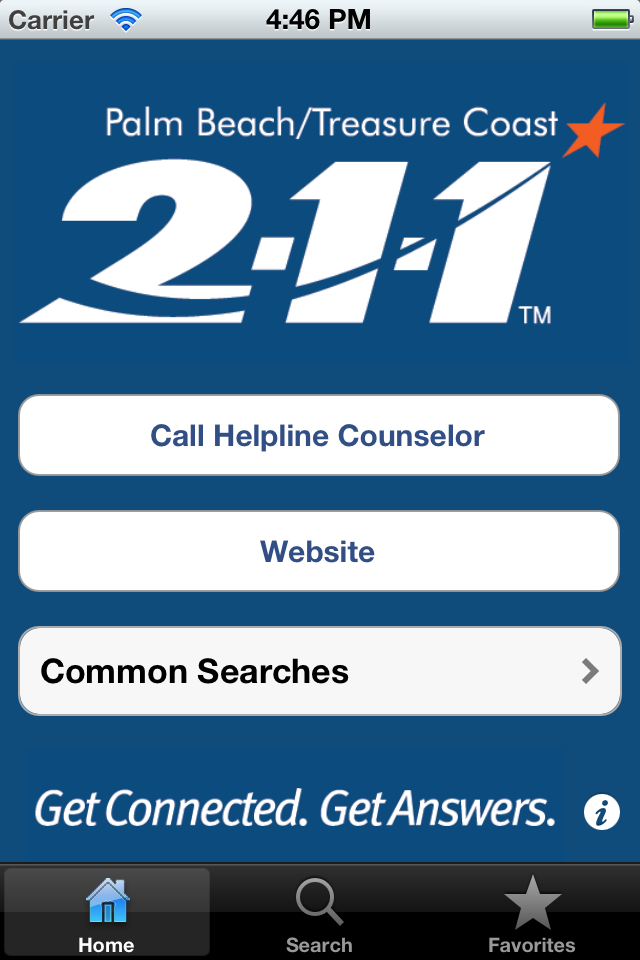 Carrier 4:46 PM
Palm Beach/Treasure Coast
2-1-1 TM
Call Helpline Counselor
Website
Common Searches
Get Connected. Get Answers. i
Home Search Favorites